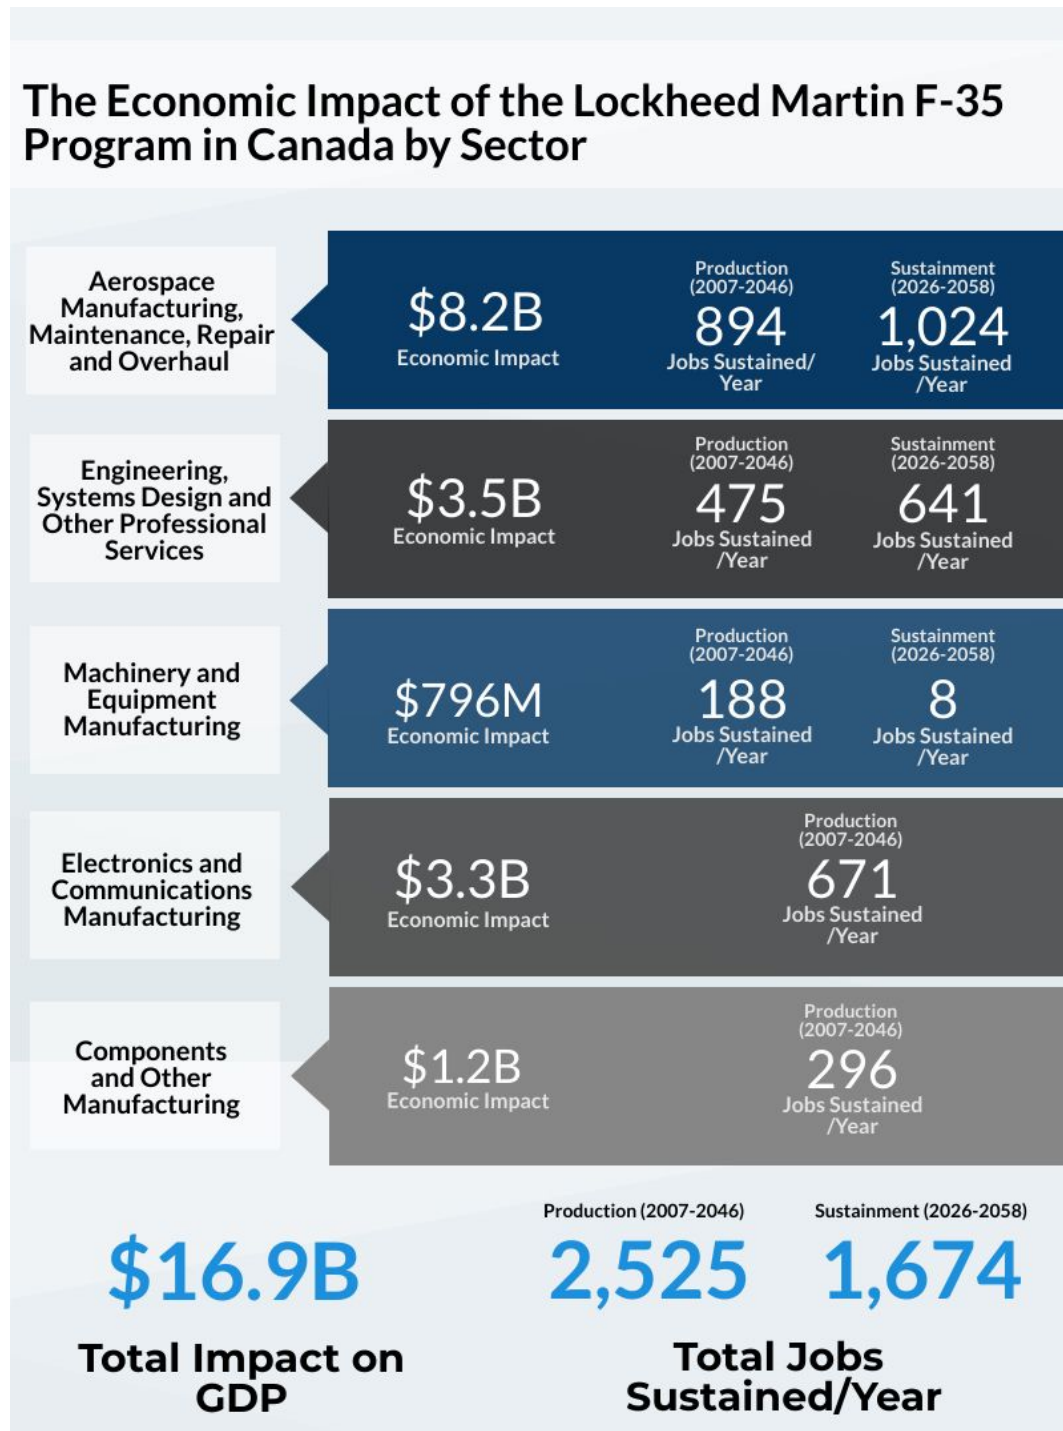 The Economic Impact of the Lockheed Martin F-35
Program in Canada by Sector
Aerospace
Manufacturing,
Maintenance, Repair
and Overhaul
$8.2B
Economic Impact
Production
(2007-2046)
894
Jobs Sustained/
Year
Sustainment
(2026-2058)
1,024
Jobs Sustained
/Year
Engineering,
Systems Design and
Other Professional
Services
$3.5B
Economic Impact
Production
(2007-2046)
475
Jobs Sustained
/Year
Sustainment
(2026-2058)
641
Jobs Sustained
/Year
Machinery and
Equipment
Manufacturing
$796M
Economic Impact
Production
(2007-2046)
188
Jobs Sustained
/Year
Sustainment
(2026-2058)
8
Jobs Sustained
/Year
Electronics and
Communications
Manufacturing
$3.3B
Economic Impact
Production
(2007-2046)
671
Jobs Sustained
/Year
Components
and Other
Manufacturing
$1.2B
Economic Impact
Production
(2007-2046)
296
Jobs Sustained
/Year
$16.9B
Total Impact on
GDP
Production (2007-2046)
2,525
Sustainment (2026-2058)
1,674
Total Jobs
Sustained/Year